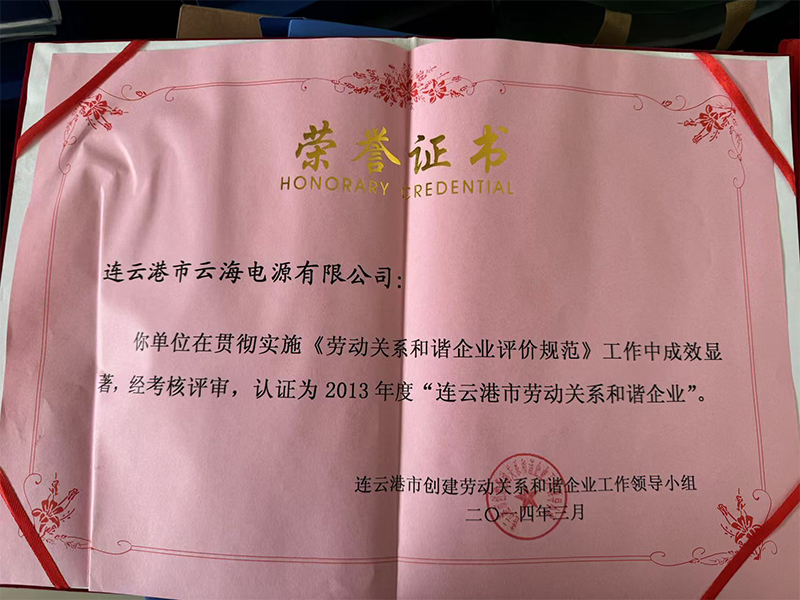 荣誉证书
HONORARY CREDENTIAL
连云港市云海电源有限公司：
你单位在贯彻实施《劳动关系和谐企业评价规范》工作中成效显
著，经考核评审，认证为 2013 年度“连云港市劳动关系和谐企业”。
连云港市创建劳动关系和谐企业工作领导小组
二〇一四年三月